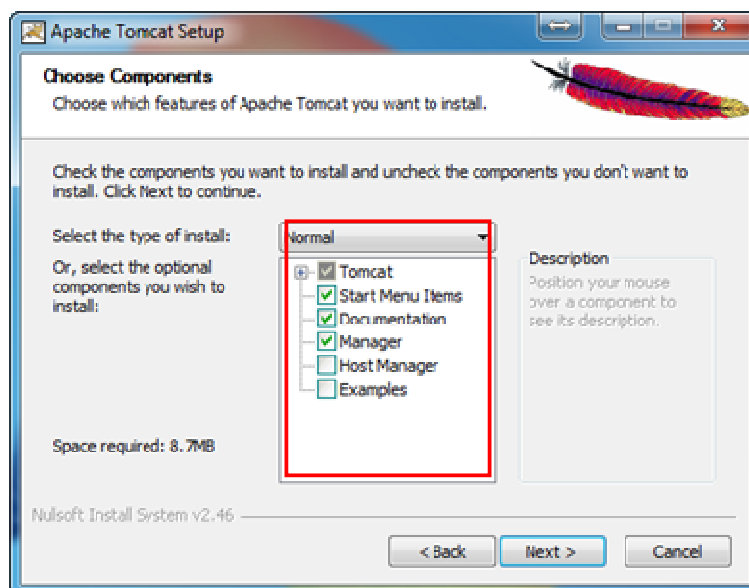 Apache Tomcat Setup
Choose Components
Choose which features of Apache Tomcat you want to install.
Check the components you want to install and uncheck the components you don't want to
install. Click Next to continue.
Select the type of install:
Normal
Or, select the optional
components you wish to
install:
Tomcat
Start Menu Items
Documentation
Manager
Host Manager
Examples
Description
Position your mouse
over a component to
see its description.
Space required: 8.7MB
Nullsoft Install System v2.46
< Back
Next >
Cancel